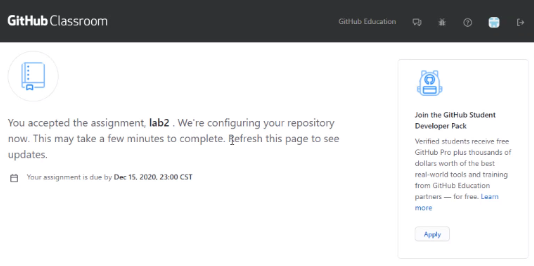 GitHub Classroom
GitHub Education
You accepted the assignment, lab2 . We're configuring your repository
now. This may take a few minutes to complete. Refresh this page to see
updates.
Your assignment is due by Dec 15, 2020, 23:00 CST
Join the GitHub Student
Developer Pack
Verified students receive free
GitHub Pro plus thousands of
dollars worth of the best
real-world tools and training
from GitHub Education
partners — for free. Learn
more
Apply